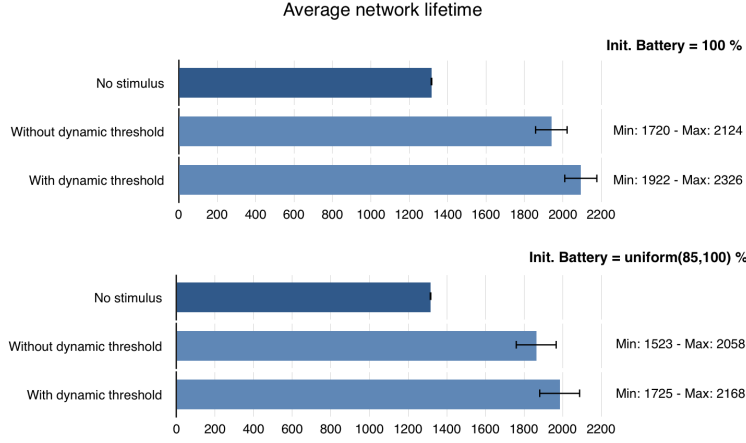 Average network lifetime
Init. Battery = 100 %
No stimulus
Without dynamic threshold
Min: 1720 - Max: 2124
With dynamic threshold
Min: 1922 - Max: 2326
0 200 400 600 800 1000 1200 1400 1600 1800 2000 2200
Init. Battery = uniform(85,100) %
No stimulus
Without dynamic threshold
Min: 1523 - Max: 2058
With dynamic threshold
Min: 1725 - Max: 2168
0 200 400 600 800 1000 1200 1400 1600 1800 2000 2200